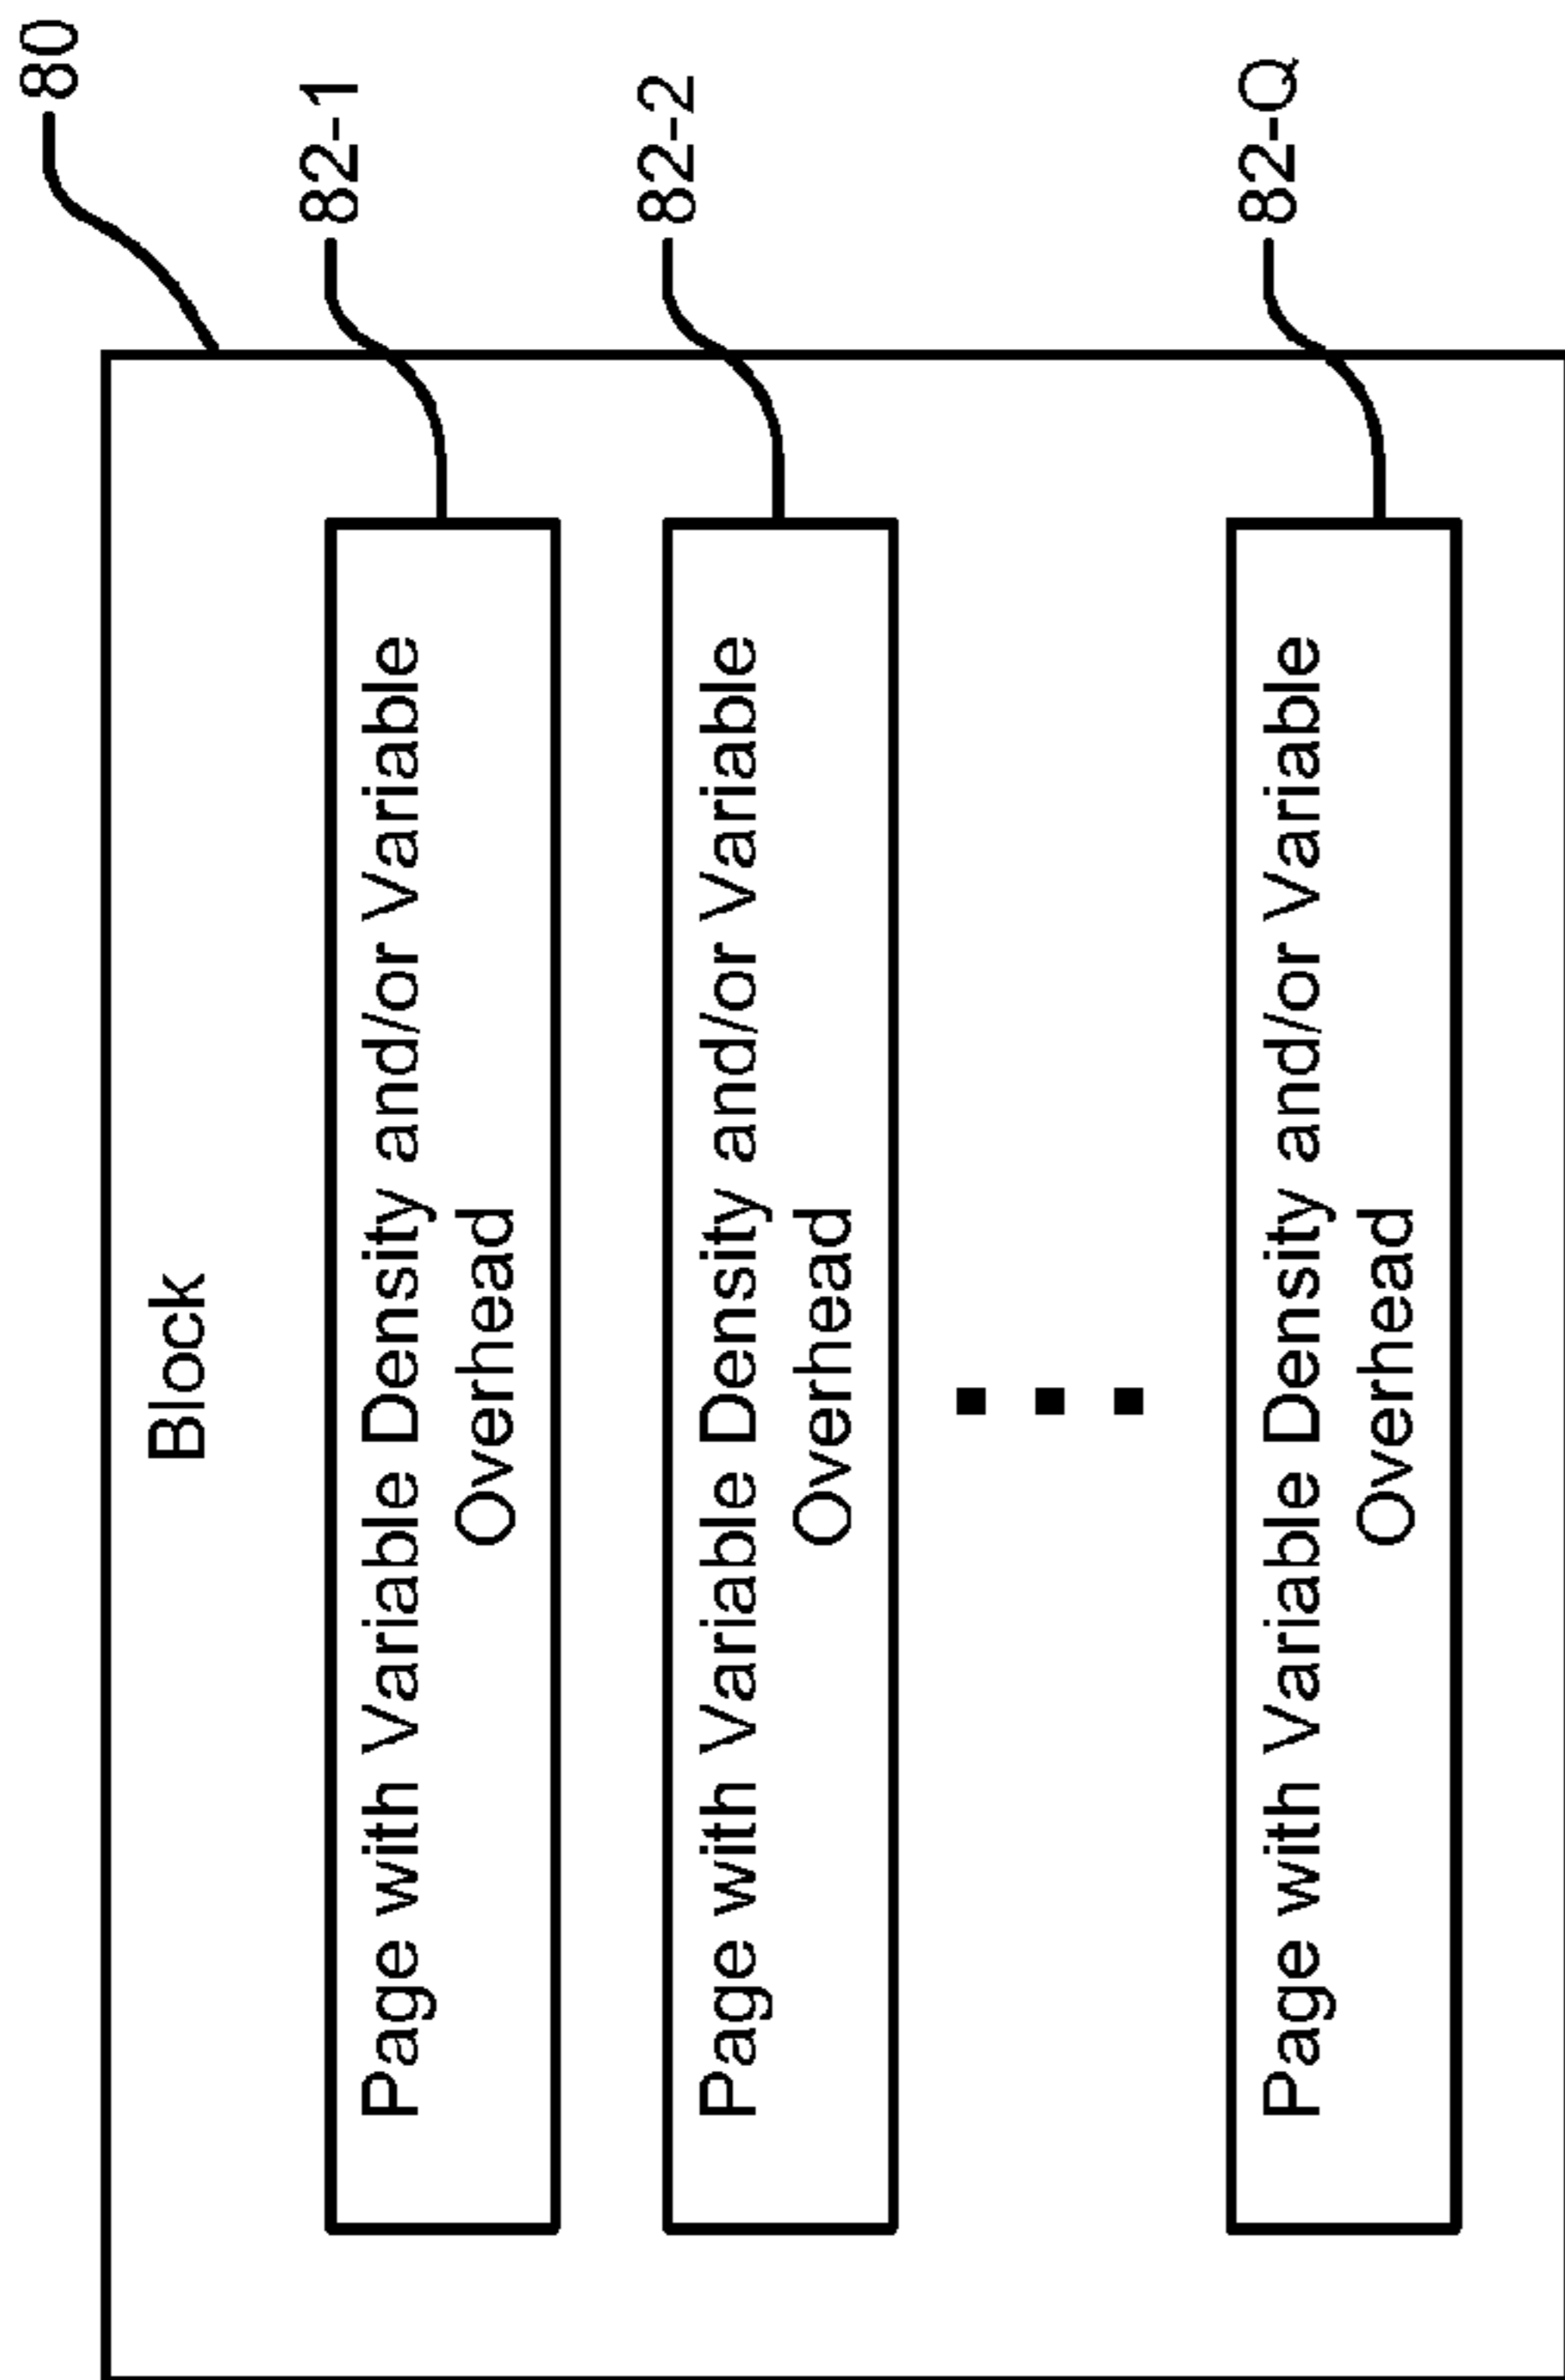 80
Block
82-1
Page with Variable Density and/or Variable
Overhead
82-2
Page with Variable Density and/or Variable
Overhead
82-Q
Page with Variable Density and/or Variable
Overhead